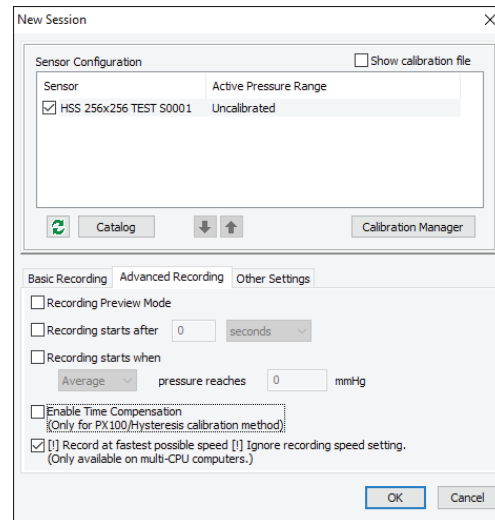 New Session
Sensor Configuration
Show calibration file
Sensor Active Pressure Range
HSS 256x256 TEST S0001 Uncalibrated
Catalog
Calibration Manager
Basic Recording Advanced Recording Other Settings
Recording Preview Mode
Recording starts after 0 seconds
Recording starts when
Average pressure reaches 0 mmHg
Enable Time Compensation
(Only for PX100/Hysteresis calibration method)
[!] Record at fastest possible speed [!] Ignore recording speed setting.
(Only available on multi-CPU computers.)
OK Cancel